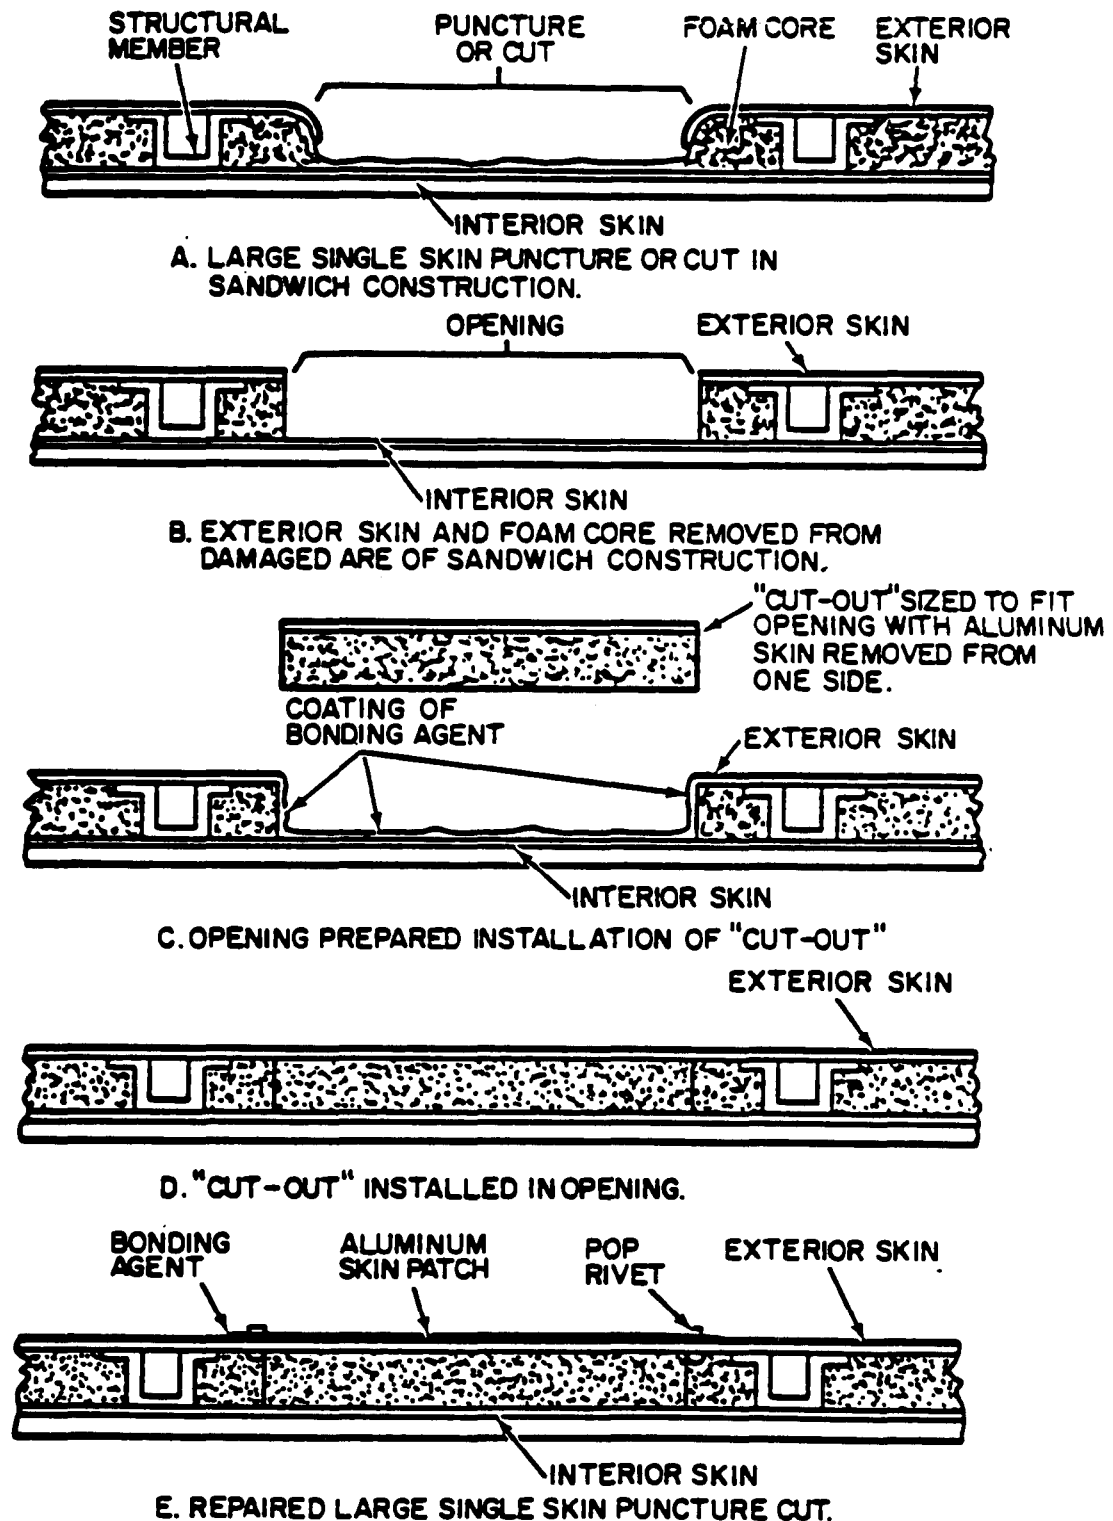 STRUCTURAL MEMBER
PUNCTURE OR CUT
FOAM CORE
EXTERIOR SKIN
INTERIOR SKIN
A. LARGE SINGLE SKIN PUNCTURE OR CUT IN
SANDWICH CONSTRUCTION.
OPENING
EXTERIOR SKIN
INTERIOR SKIN
B. EXTERIOR SKIN AND FOAM CORE REMOVED FROM
DAMAGED ARE OF SANDWICH CONSTRUCTION.
"CUT-OUT" SIZED TO FIT
OPENING WITH ALUMINUM
SKIN REMOVED FROM
ONE SIDE.
COATING OF
BONDING AGENT
EXTERIOR SKIN
INTERIOR SKIN
C. OPENING PREPARED INSTALLATION OF "CUT-OUT"
EXTERIOR SKIN
D. "CUT-OUT" INSTALLED IN OPENING.
BONDING
AGENT
ALUMINUM
SKIN PATCH
POP
RIVET
EXTERIOR SKIN
INTERIOR SKIN
E. REPAIRED LARGE SINGLE SKIN PUNCTURE CUT.